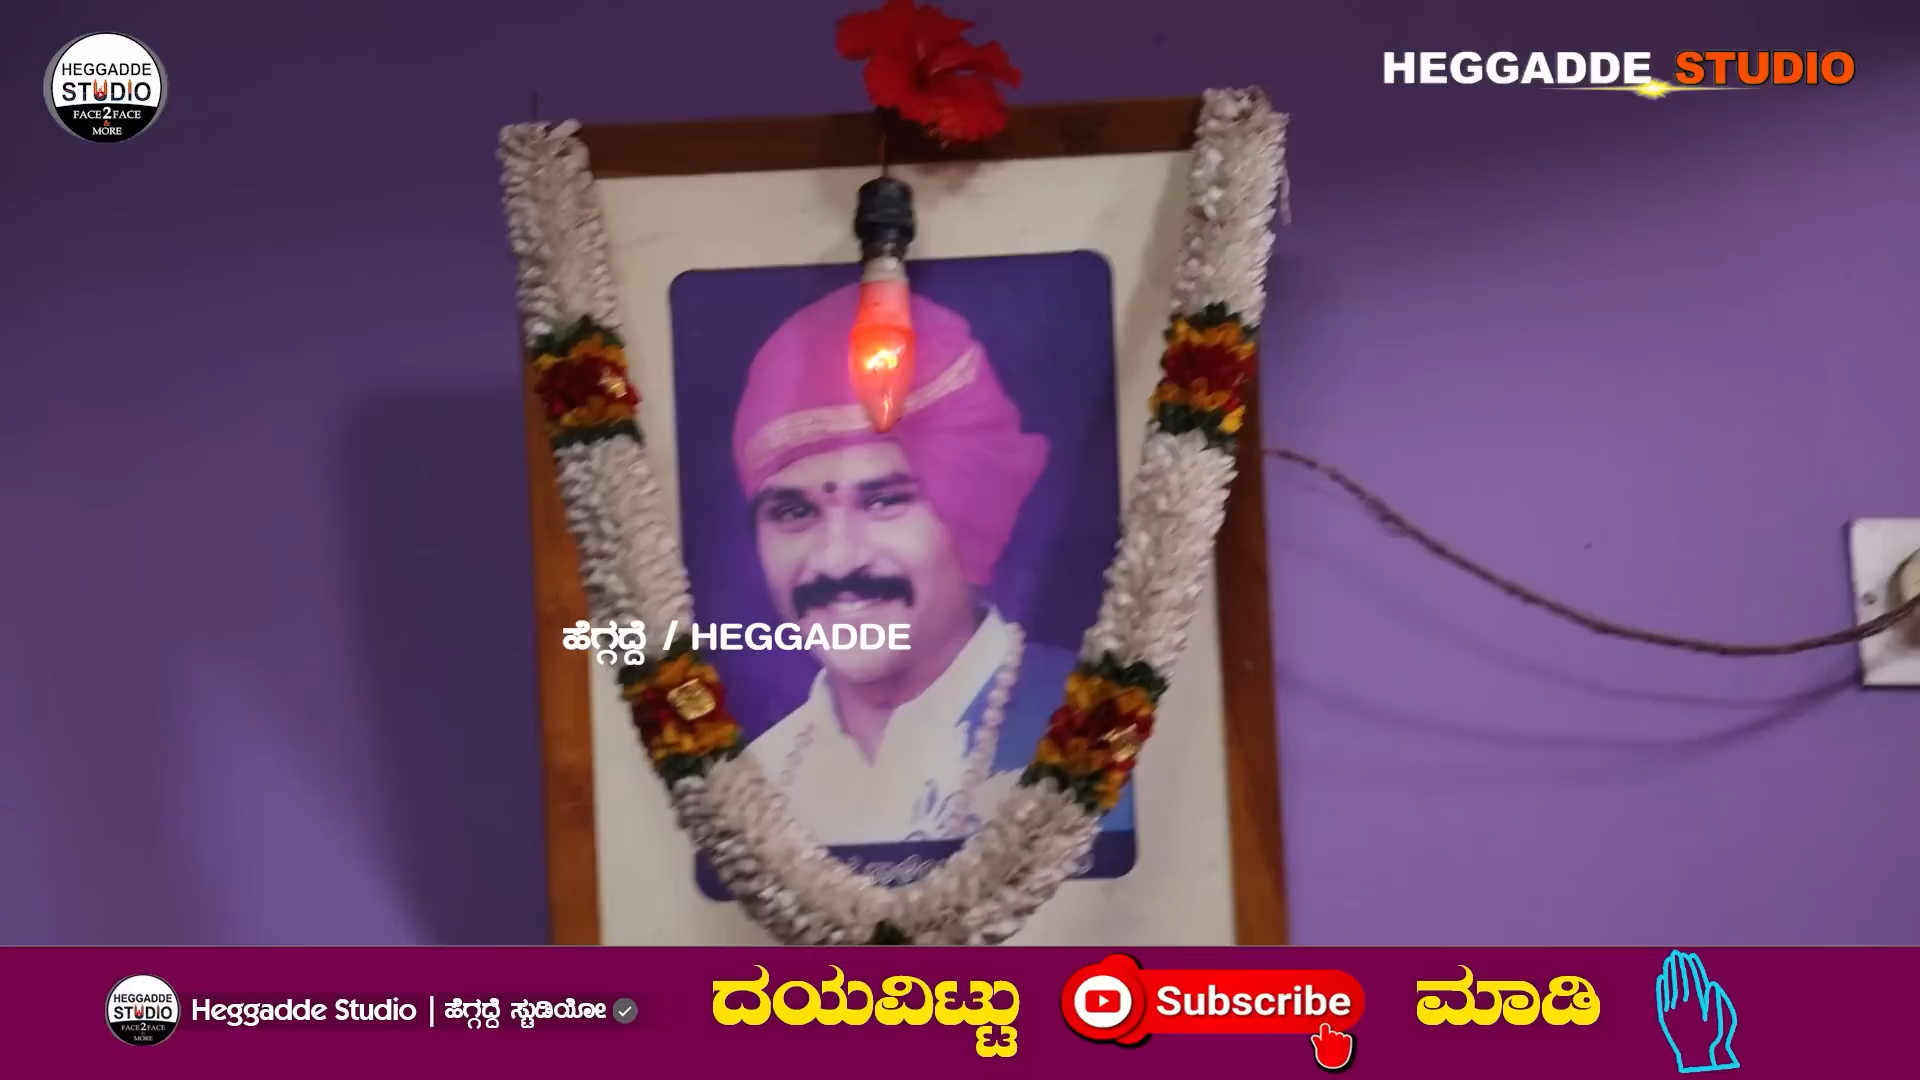 HEGGADDE
STUDIO
FACE2FACE
&
MORE
HEGGADDE STUDIO
ಹೆಗ್ಗದ್ದೆ / HEGGADDE
HEGGADDE
STUDIO
FACE2FACE
MORE
Heggadde Studio | ಹೆಗ್ಗದ್ದೆ ಸ್ಟುಡಿಯೋ
ದಯವಿಟ್ಟು Subscribe ಮಾಡಿ